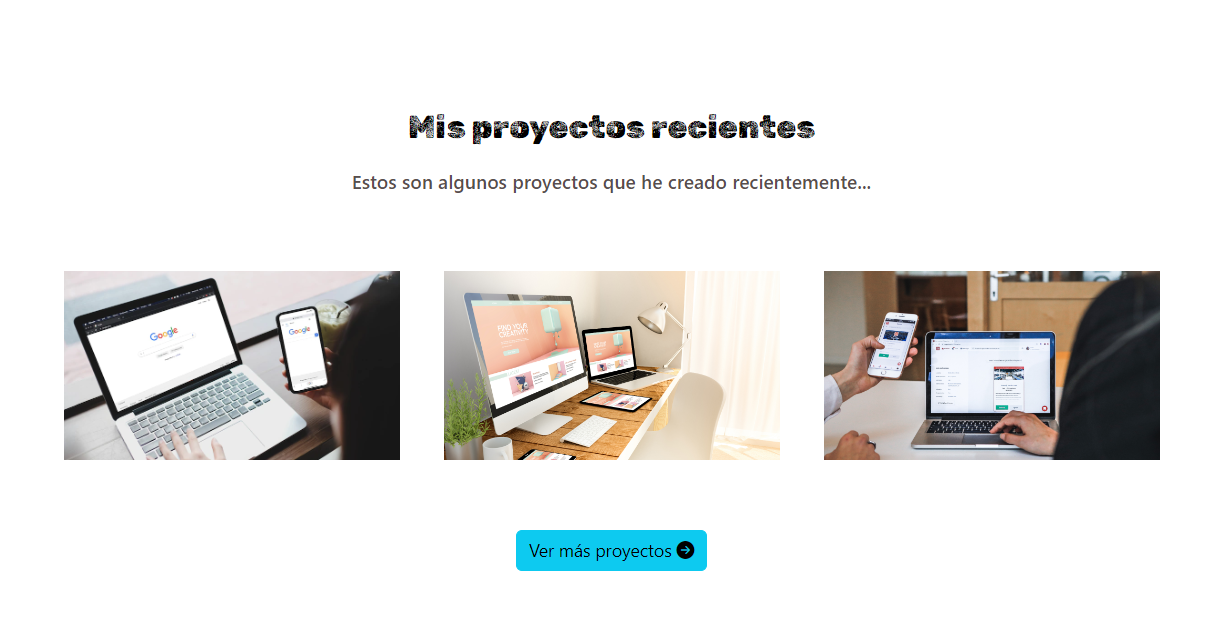 Mis proyectos recientes
Estos son algunos proyectos que he creado recientemente...
Google
Google
FIND YOUR
CREATIVITY
Ver más proyectos